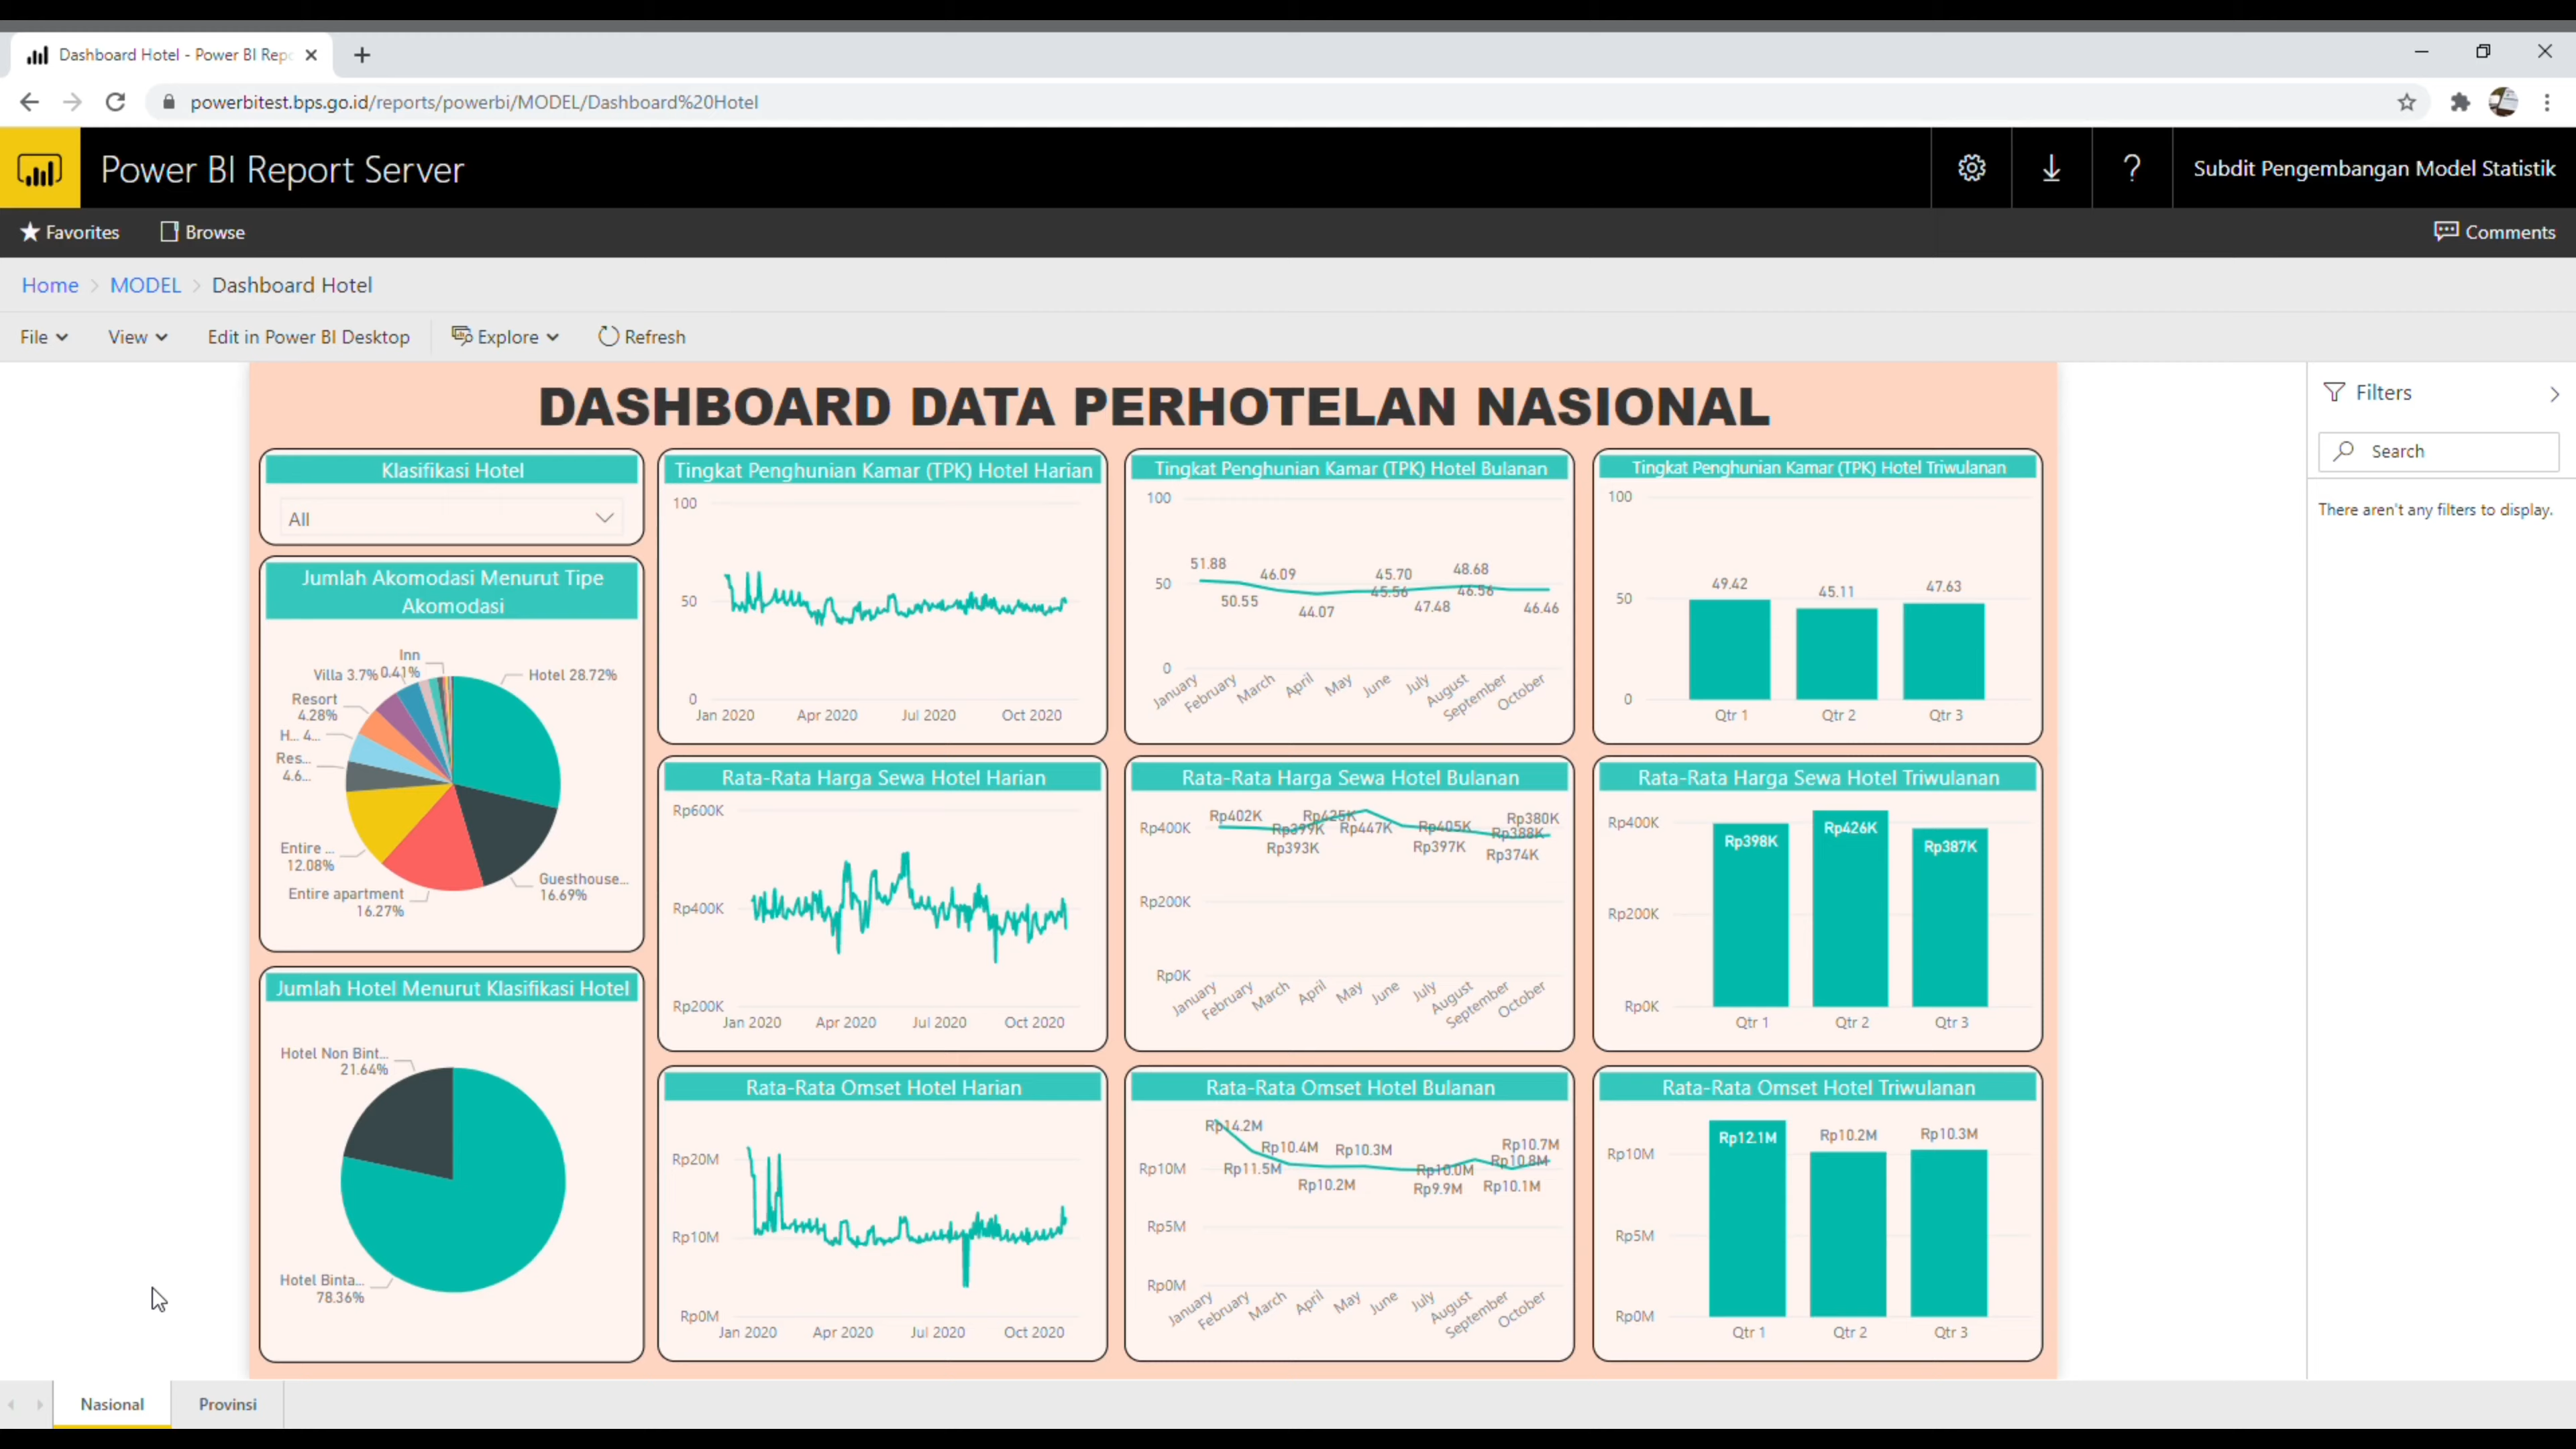 Dashboard Hotel - Power BI Rep
powerbitest.bps.go.id/reports/powerbi/MODEL/Dashboard%20Hotel
Power BI Report Server
?
Subdit Pengembangan Model Statistik
Favorites
Browse
Comments
Home > MODEL > Dashboard Hotel
File
View
Edit in Power BI Desktop
Explore
Refresh
DASHBOARD DATA PERHOTELAN NASIONAL
Klasifikasi Hotel
All
Jumlah Akomodasi Menurut Tipe
Akomodasi
Inn
0.41%
Villa 3.7%
Hotel 28.72%
Resort
4.28%
H... 4...
Res...
4.6...
Entire ...
12.08%
Entire apartment
16.27%
Guesthouse...
16.69%
Jumlah Hotel Menurut Klasifikasi Hotel
Hotel Non Bint...
21.64%
Hotel Binta...
78.36%
Tingkat Penghunian Kamar (TPK) Hotel Harian
100
50
0
Jan 2020 Apr 2020 Jul 2020 Oct 2020
Tingkat Penghunian Kamar (TPK) Hotel Bulanan
100
50
0
51.88
50.55
46.09
44.07
45.56
45.70
47.48
48.68
46.56
46.46
January February March April May June July August September October
Tingkat Penghunian Kamar (TPK) Hotel Triwulanan
100
50
0
49.42
45.11
47.63
Qtr 1 Qtr 2 Qtr 3
Rata-Rata Harga Sewa Hotel Harian
Rp600K
Rp400K
Rp200K
Jan 2020 Apr 2020 Jul 2020 Oct 2020
Rata-Rata Harga Sewa Hotel Bulanan
Rp400K
Rp200K
Rp0K
Rp402K
Rp399K
Rp393K
Rp425K
Rp447K
Rp405K
Rp397K
Rp388K
Rp374K
Rp380K
January February March April May June July August September October
Rata-Rata Harga Sewa Hotel Triwulanan
Rp400K
Rp200K
Rp0K
Rp398K
Rp426K
Rp387K
Qtr 1 Qtr 2 Qtr 3
Rata-Rata Omset Hotel Harian
Rp20M
Rp10M
Rp0M
Jan 2020 Apr 2020 Jul 2020 Oct 2020
Rata-Rata Omset Hotel Bulanan
Rp10M
Rp5M
Rp0M
Rp14.2M
Rp11.5M
Rp10.4M
Rp10.2M
Rp10.3M
Rp10.0M
Rp9.9M
Rp10.8M
Rp10.1M
Rp10.7M
January February March April May June July August September October
Rata-Rata Omset Hotel Triwulanan
Rp10M
Rp5M
Rp0M
Rp12.1M
Rp10.2M
Rp10.3M
Qtr 1 Qtr 2 Qtr 3
Filters
Search
There aren't any filters to display.
Nasional
Provinsi